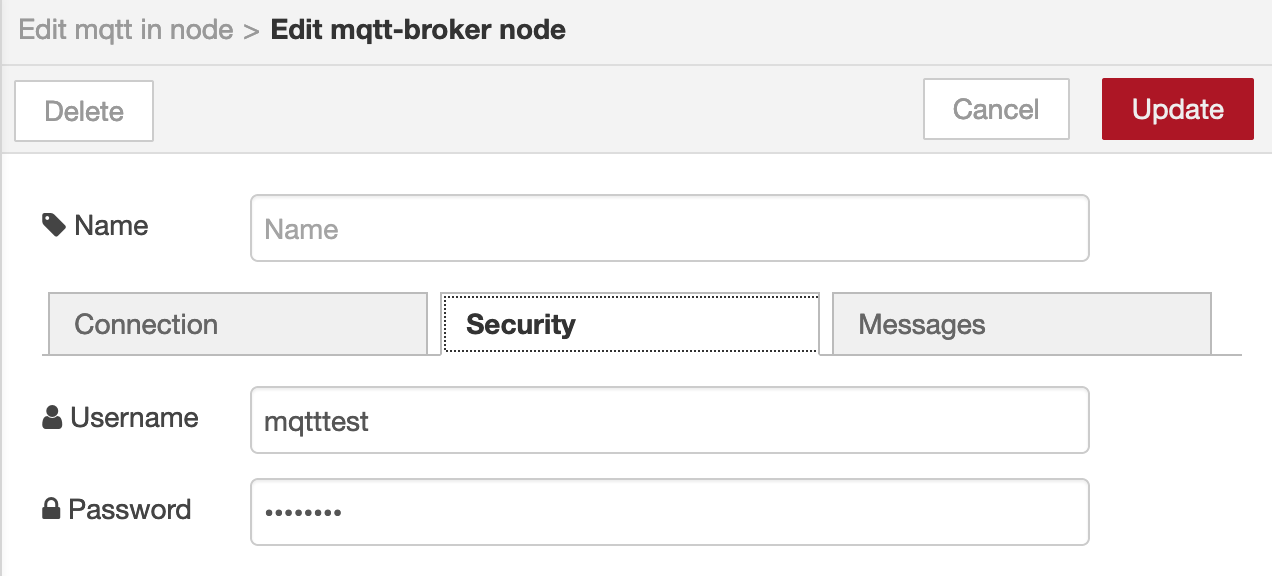 Edit mqtt in node > Edit mqtt-broker node
Delete Cancel Update
Name Name
Connection Security Messages
Username mqtttest
Password ••••••••